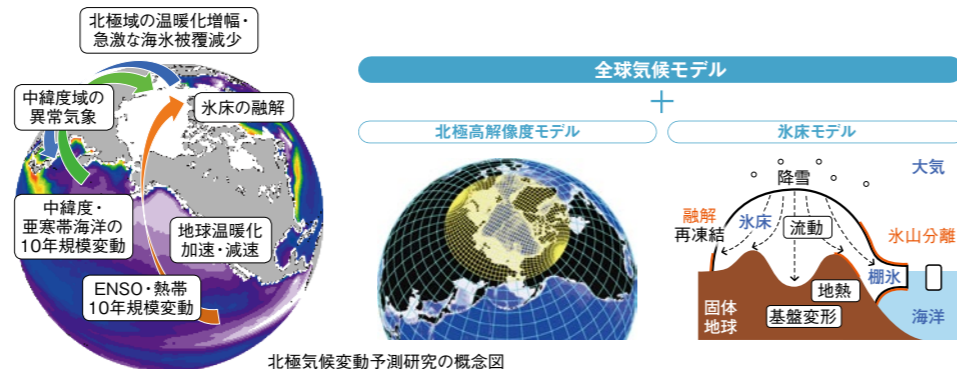 北極域の温暖化増幅・
急激な海氷被覆減少
中緯度域の
異常気象
氷床の融解
中緯度・
亜寒帯海洋の
10年規模変動
地球温暖化
加速・減速
ENSO・熱帯
10年規模変動
全球気候モデル
+
北極高解像度モデル
氷床モデル
大気
降雪
融解
再凍結
氷床
流動
氷山分離
棚氷
地熱
固体
地球
基盤変形
海洋
北極気候変動予測研究の概念図